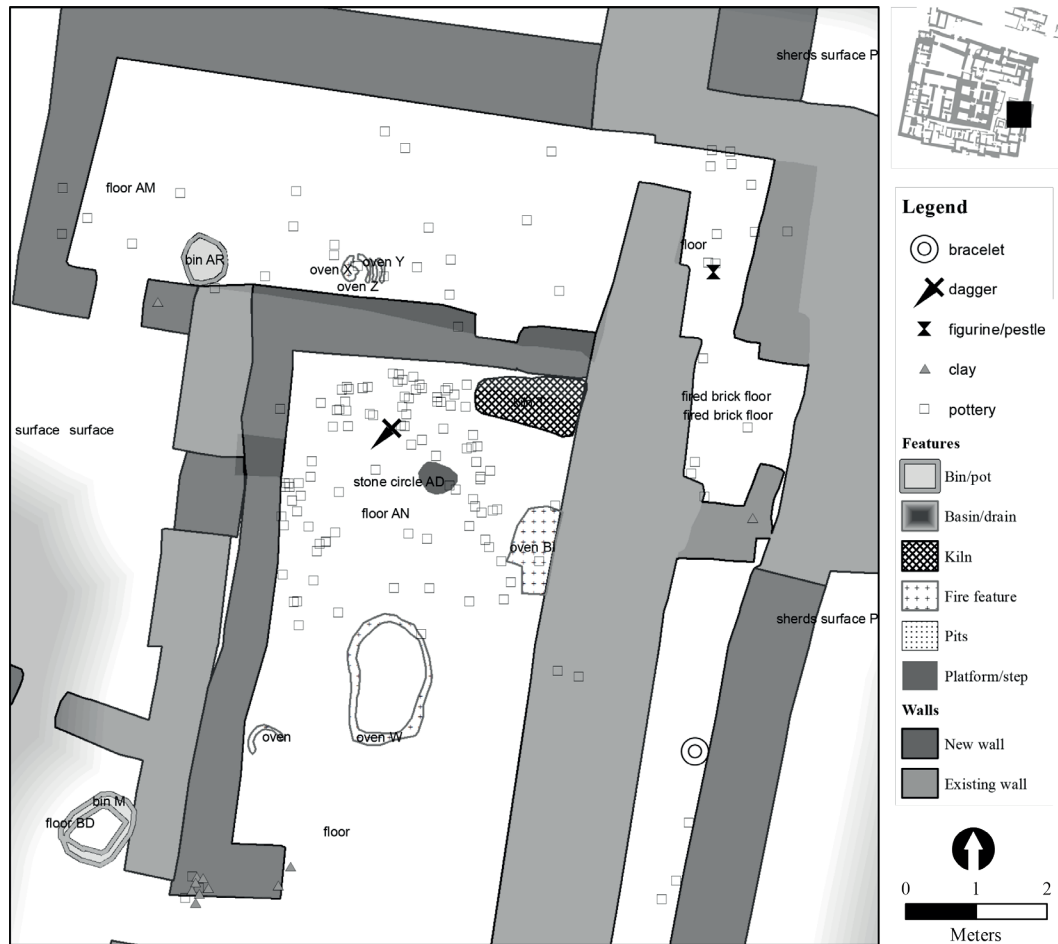 sherds surface P
floor AM
floor
bin AR
oven Y
oven X
oven Z
fired brick floor
fired brick floor
surface surface
stone circle AD
floor AN
oven BI
sherds surface P
oven
oven W
bin M
floor BD
floor
Legend
bracelet
dagger
figurine/pestle
clay
pottery
Features
Bin/pot
Basin/drain
Kiln
Fire feature
Pits
Platform/step
Walls
New wall
Existing wall
0 1 2
Meters